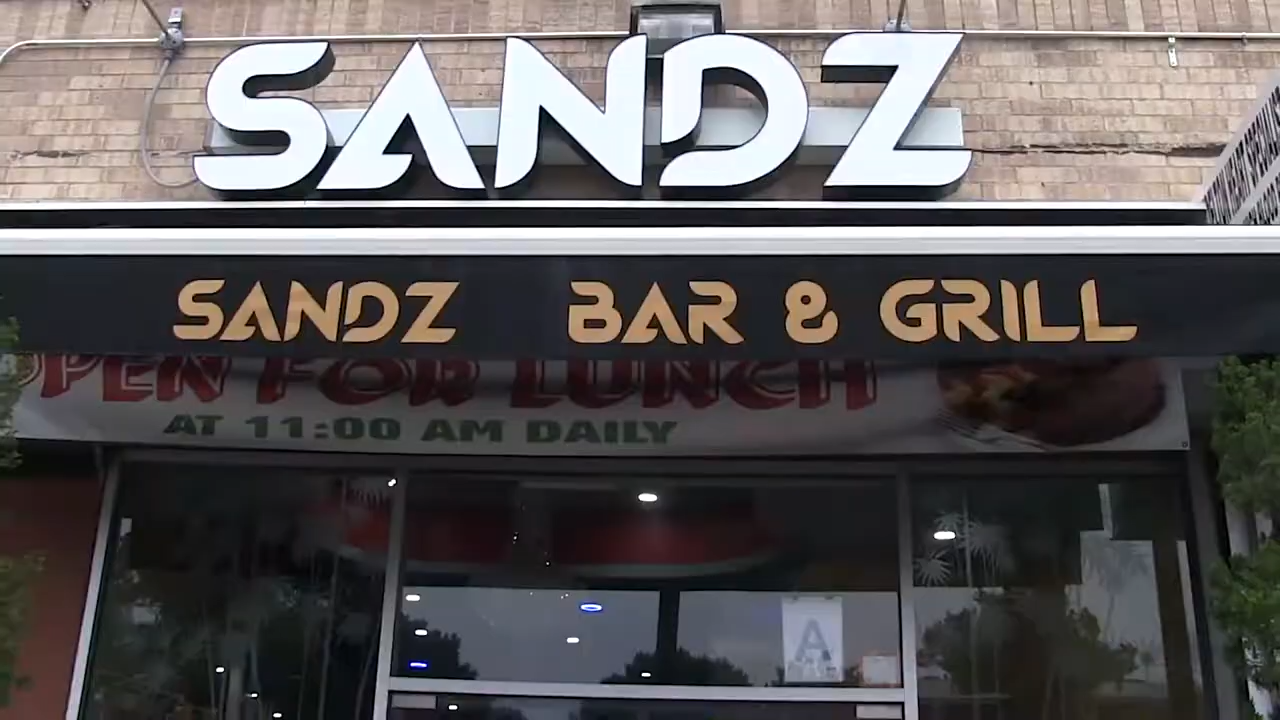 SANDZ
SANDZ BAR & GRILL
OPEN FOR LUNCH
AT 11:00 AM DAILY
A